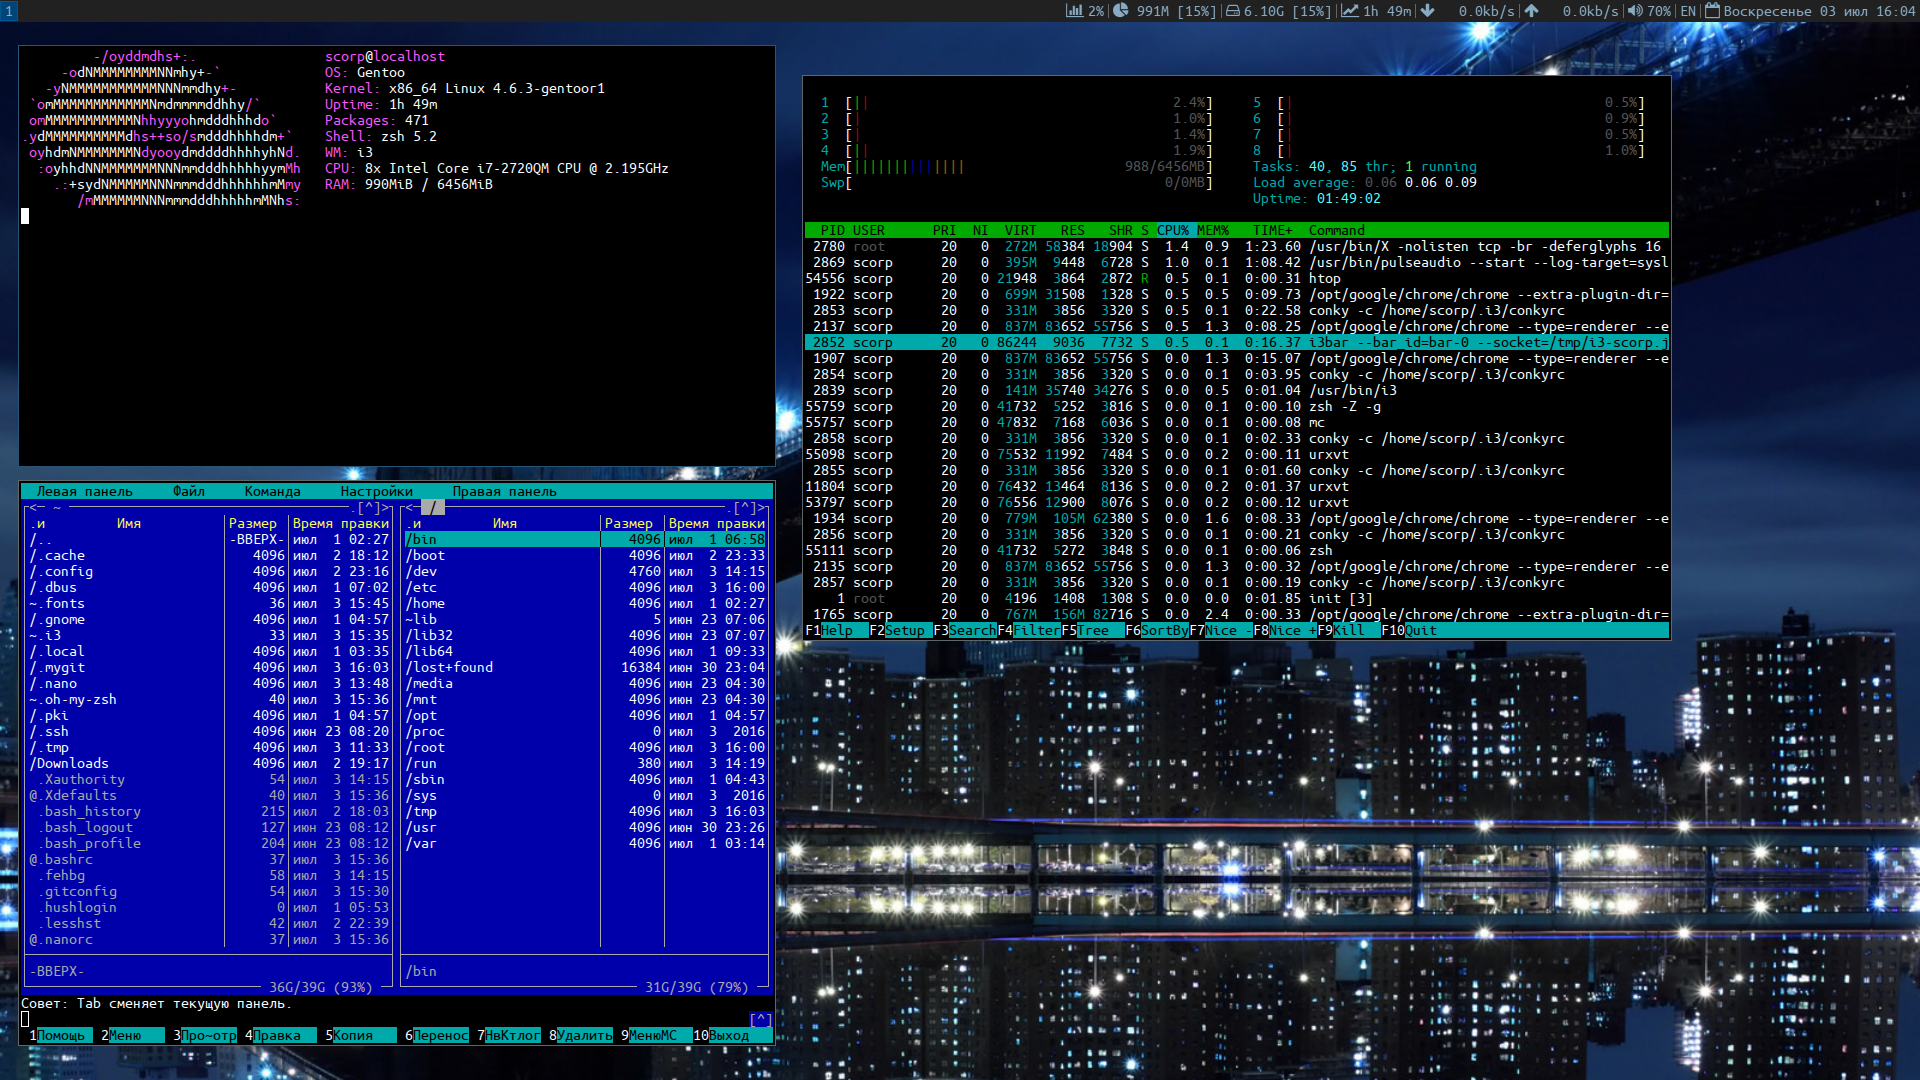 1
2% 991M [15%] 6.10G [15%] 1h 49m 0.0kb/s 0.0kb/s 70% EN Воскресенье 03 июл 16:04
-/oyddmdhs+:. scorp@localhost
-odNMMMMMMMMNNmhy+-` OS: Gentoo
-yNMMMMMMMMMMMNNNmmdhy+- Kernel: x86_64 Linux 4.6.3-gentoor1
`omMMMMMMMMMMMMNmdmmmmddhhy/` Uptime: 1h 49m
omMMMMMMMMMMMNhhyyyohmdddhhhdo` Packages: 471
.ydMMMMMMMMMMdhs++so/smdddhhhhdm+` Shell: zsh 5.2
oyhdmNMMMMMMMNdyooydmddddhhhhyhNd. WM: i3
:oyhhdNNMMMMMMMNNNmmdddhhhhhyymMh CPU: 8x Intel Core i7-2720QM CPU @ 2.195GHz
.:+sydNMMMMMNNNmmmdddhhhhhhmMmy RAM: 990MiB / 6456MiB
/mMMMMMMNNNmmmdddhhhhhmMNhs:
Левая панель Файл Команда Настройки Правая панель
<─ ~ .[^]> <─ / .[^]>
.и Имя Размер Время правки .и Имя Размер Время правки
/.. -ВВЕРХ- июл 1 02:27 /bin 4096 июл 1 06:58
/.cache 4096 июл 2 18:12 /boot 4096 июл 2 23:33
/.config 4096 июл 2 23:16 /dev 4760 июл 3 14:15
/.dbus 4096 июл 1 07:02 /etc 4096 июл 3 16:00
~.fonts 36 июл 3 15:45 /home 4096 июл 1 02:27
/.gnome 4096 июл 1 04:57 ~lib 5 июн 23 07:06
~.i3 33 июл 3 15:35 /lib32 4096 июн 23 07:07
/.local 4096 июл 1 03:35 /lib64 4096 июл 1 09:33
/.mygit 4096 июл 3 16:03 /lost+found 16384 июн 30 23:04
/.nano 4096 июл 3 13:48 /media 4096 июн 23 04:30
~.oh-my-zsh 40 июл 3 15:36 /mnt 4096 июн 23 04:30
/.pki 4096 июл 1 04:57 /opt 4096 июл 1 04:57
/.ssh 4096 июн 23 08:20 /proc 0 июл 3 2016
/.tmp 4096 июл 3 11:33 /root 4096 июл 3 16:00
/Downloads 4096 июл 2 19:17 /run 380 июл 3 14:19
.Xauthority 54 июл 3 14:15 /sbin 4096 июл 1 04:43
@.Xdefaults 40 июл 3 15:36 /sys 0 июл 3 2016
.bash_history 215 июл 2 18:03 /tmp 4096 июл 3 16:03
.bash_logout 127 июн 23 08:12 /usr 4096 июн 30 23:26
.bash_profile 204 июн 23 08:12 /var 4096 июл 1 03:14
@.bashrc 37 июл 3 15:36
.fehbg 58 июл 3 14:15
.gitconfig 54 июл 3 15:30
.hushlogin 0 июл 1 05:53
.lesshst 42 июл 2 22:39
@.nanorc 37 июл 3 15:36
-ВВЕРХ- /bin
36G/39G (93%) 31G/39G (79%)
Совет: Tab сменяет текущую панель.
[^]
1Помощь 2Меню 3Про~отр 4Правка 5Копия 6Перенос 7НвКтлог 8Удалить 9МенюМС 10Выход
1 [|| 2.4%] 5 [| 0.5%]
2 [| 1.0%] 6 [| 0.9%]
3 [| 1.4%] 7 [| 0.5%]
4 [|| 1.9%] 8 [| 1.0%]
Mem[|||||||||||||| 988/6456MB] Tasks: 40, 85 thr; 1 running
Swp[ 0/0MB] Load average: 0.06 0.06 0.09
Uptime: 01:49:02
PID USER PRI NI VIRT RES SHR S CPU% MEM% TIME+ Command
2780 root 20 0 272M 58384 18904 S 1.4 0.9 1:23.60 /usr/bin/X -nolisten tcp -br -deferglyphs 16
2869 scorp 20 0 395M 9448 6728 S 1.0 0.1 1:08.42 /usr/bin/pulseaudio --start --log-target=sysl
54556 scorp 20 0 21948 3864 2872 R 0.5 0.1 0:00.31 htop
1922 scorp 20 0 699M 31508 1328 S 0.5 0.5 0:09.73 /opt/google/chrome/chrome --extra-plugin-dir=
2853 scorp 20 0 331M 3856 3320 S 0.5 0.1 0:22.58 conky -c /home/scorp/.i3/conkyrc
2137 scorp 20 0 837M 83652 55756 S 0.5 1.3 0:08.25 /opt/google/chrome/chrome --type=renderer --e
2852 scorp 20 0 86244 9036 7732 S 0.5 0.1 0:16.37 i3bar --bar_id=bar-0 --socket=/tmp/i3-scorp.j
1907 scorp 20 0 837M 83652 55756 S 0.0 1.3 0:15.07 /opt/google/chrome/chrome --type=renderer --e
2854 scorp 20 0 331M 3856 3320 S 0.0 0.1 0:03.95 conky -c /home/scorp/.i3/conkyrc
2839 scorp 20 0 141M 35740 34276 S 0.0 0.5 0:01.04 /usr/bin/i3
55759 scorp 20 0 41732 5252 3816 S 0.0 0.1 0:00.10 zsh -Z -g
55757 scorp 20 0 47832 7168 6036 S 0.0 0.1 0:00.08 mc
2858 scorp 20 0 331M 3856 3320 S 0.0 0.1 0:02.33 conky -c /home/scorp/.i3/conkyrc
55098 scorp 20 0 75532 11992 7484 S 0.0 0.2 0:00.11 urxvt
2855 scorp 20 0 331M 3856 3320 S 0.0 0.1 0:01.60 conky -c /home/scorp/.i3/conkyrc
11804 scorp 20 0 76432 13464 8136 S 0.0 0.2 0:01.37 urxvt
53797 scorp 20 0 76556 12900 8076 S 0.0 0.2 0:00.12 urxvt
1934 scorp 20 0 779M 105M 62380 S 0.0 1.6 0:08.33 /opt/google/chrome/chrome --type=renderer --e
2856 scorp 20 0 331M 3856 3320 S 0.0 0.1 0:00.21 conky -c /home/scorp/.i3/conkyrc
55111 scorp 20 0 41732 5272 3848 S 0.0 0.1 0:00.06 zsh
2135 scorp 20 0 837M 83652 55756 S 0.0 1.3 0:00.32 /opt/google/chrome/chrome --type=renderer --e
2857 scorp 20 0 331M 3856 3320 S 0.0 0.1 0:00.19 conky -c /home/scorp/.i3/conkyrc
1 root 20 0 4196 1408 1308 S 0.0 0.0 0:01.85 init [3]
1765 scorp 20 0 767M 156M 82716 S 0.0 2.4 0:00.33 /opt/google/chrome/chrome --extra-plugin-dir=
F1Help F2Setup F3SearchF4FilterF5Tree F6SortByF7Nice -F8Nice +F9Kill F10Quit